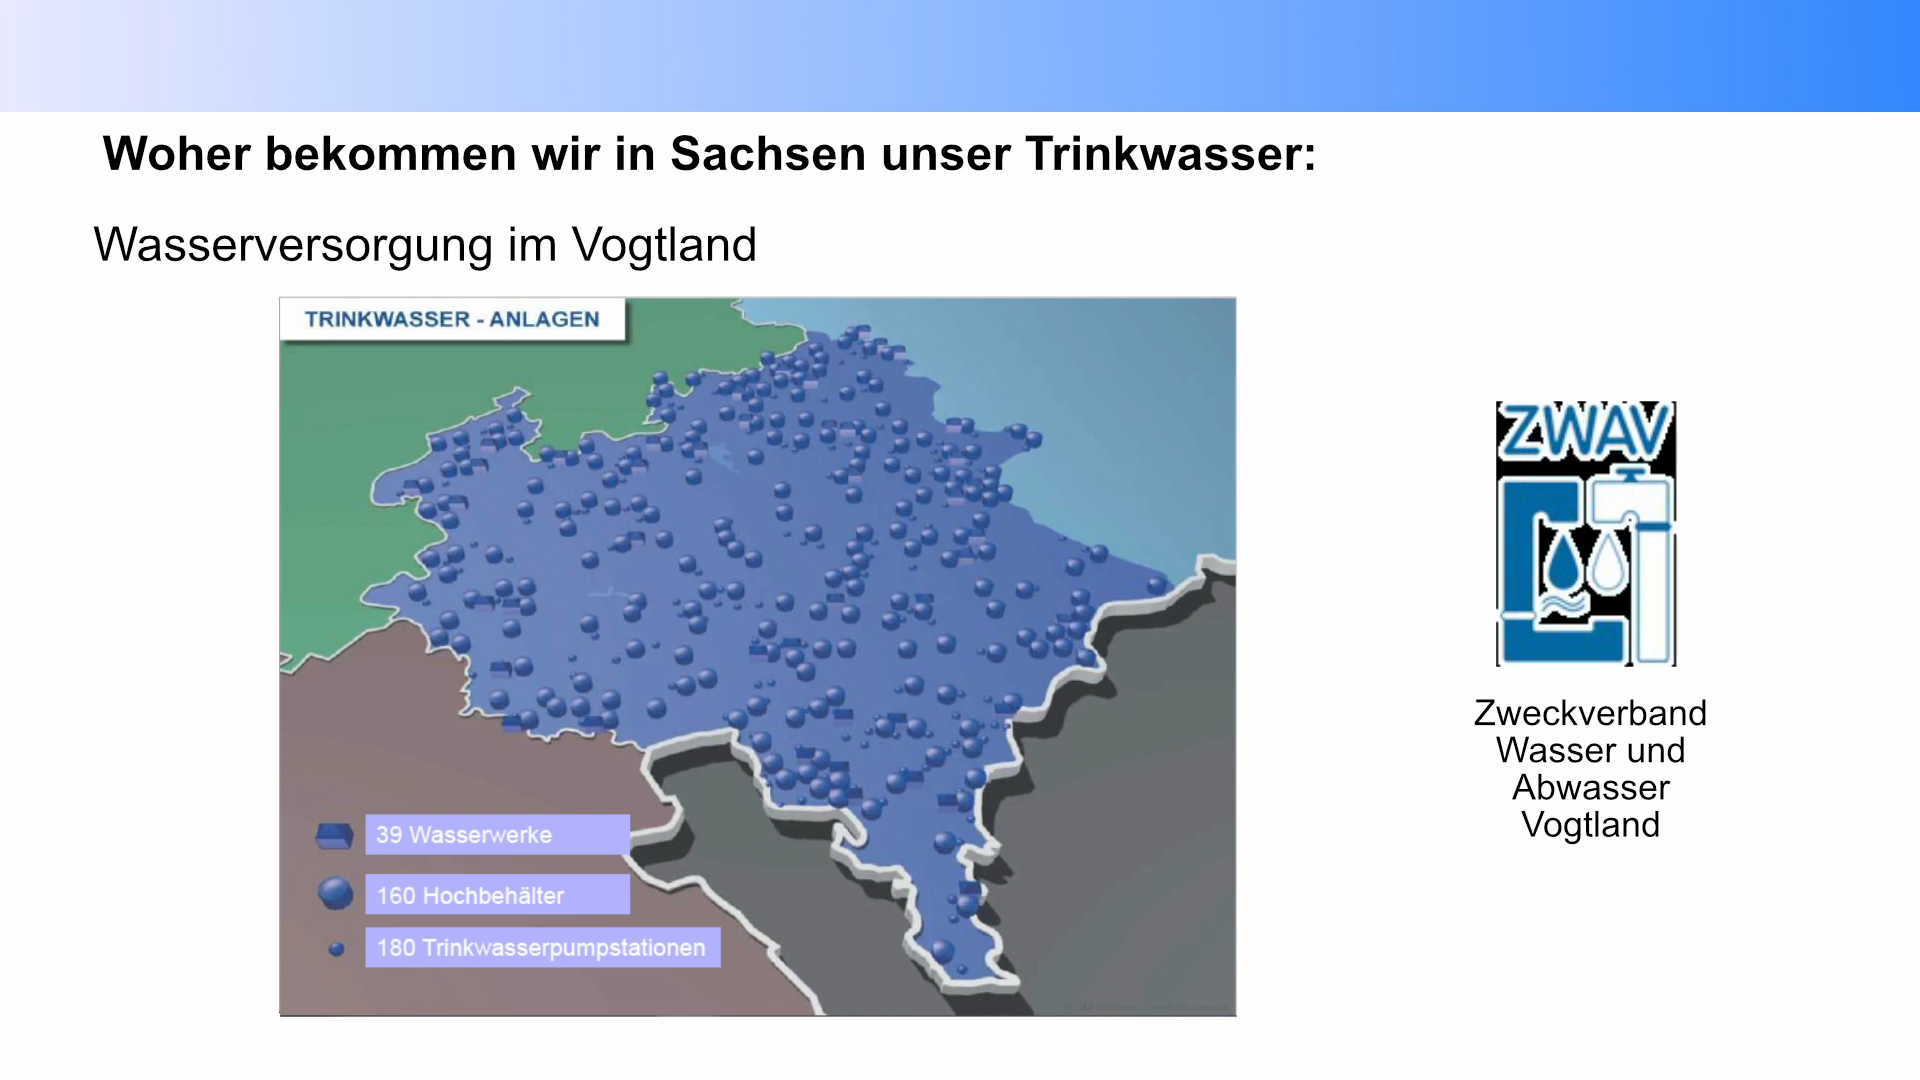 Woher bekommen wir in Sachsen unser Trinkwasser:
Wasserversorgung im Vogtland
TRINKWASSER - ANLAGEN
39 Wasserwerke
160 Hochbehälter
180 Trinkwasserpumpstationen
ZWAV
Zweckverband
Wasser und
Abwasser
Vogtland